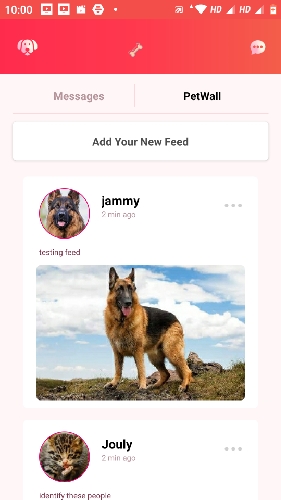 10:00 HD HD
Messages PetWall
Add Your New Feed
jammy
2 min ago
testing feed
Jouly
2 min ago
identify these people